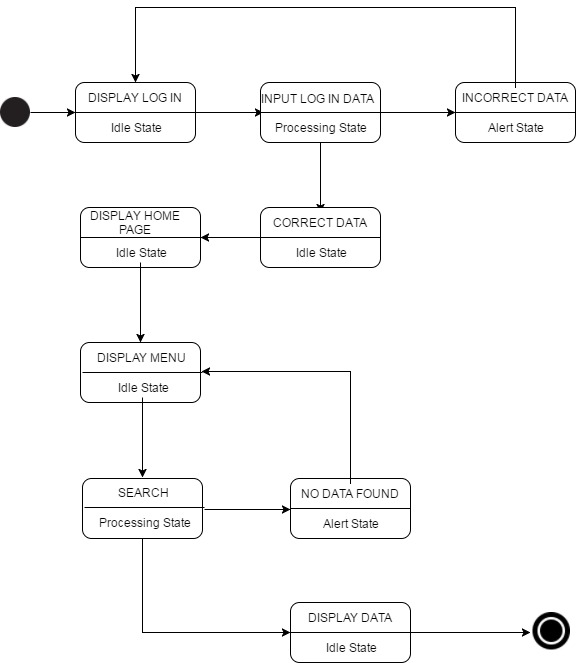 DISPLAY LOG IN
Idle State
INPUT LOG IN DATA
Processing State
INCORRECT DATA
Alert State
DISPLAY HOME
PAGE
Idle State
CORRECT DATA
Idle State
DISPLAY MENU
Idle State
SEARCH
Processing State
NO DATA FOUND
Alert State
DISPLAY DATA
Idle State